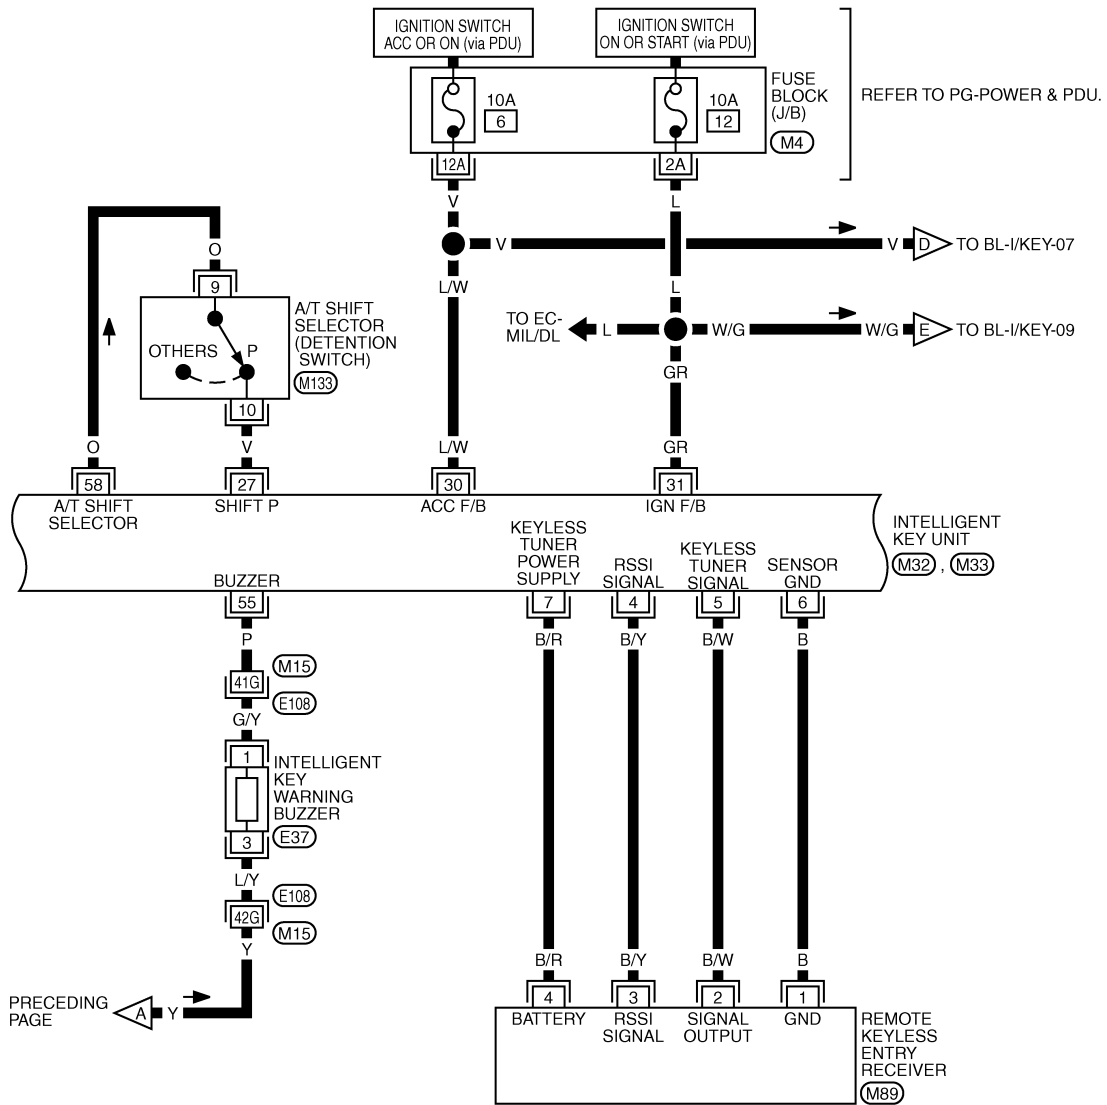 IGNITION SWITCH
ACC OR ON (via PDU)
IGNITION SWITCH
ON OR START (via PDU)
10A
6
10A
12
FUSE
BLOCK
(J/B)
M4
REFER TO PG-POWER & PDU.
12A
2A
V
L
V
V
D
TO BL-I/KEY-07
O
9
L/W
L
A/T SHIFT
SELECTOR
(DETENTION
SWITCH)
M133
OTHERS
P
TO EC-
MIL/DL
L
W/G
W/G
E
TO BL-I/KEY-09
GR
10
O
V
L/W
GR
58
27
30
31
A/T SHIFT
SELECTOR
SHIFT P
ACC F/B
IGN F/B
INTELLIGENT
KEY UNIT
M32 , M33
BUZZER
KEYLESS
TUNER
POWER
SUPPLY
RSSI
SIGNAL
KEYLESS
TUNER
SIGNAL
SENSOR
GND
55
7
4
5
6
P
B/R
B/Y
B/W
B
M15
41G
E108
G/Y
1
INTELLIGENT
KEY
WARNING
BUZZER
E37
3
L/Y
E108
42G
M15
Y
B/R
B/Y
B/W
B
PRECEDING
PAGE
A
Y
4
3
2
1
BATTERY
RSSI
SIGNAL
SIGNAL
OUTPUT
GND
REMOTE
KEYLESS
ENTRY
RECEIVER
M89